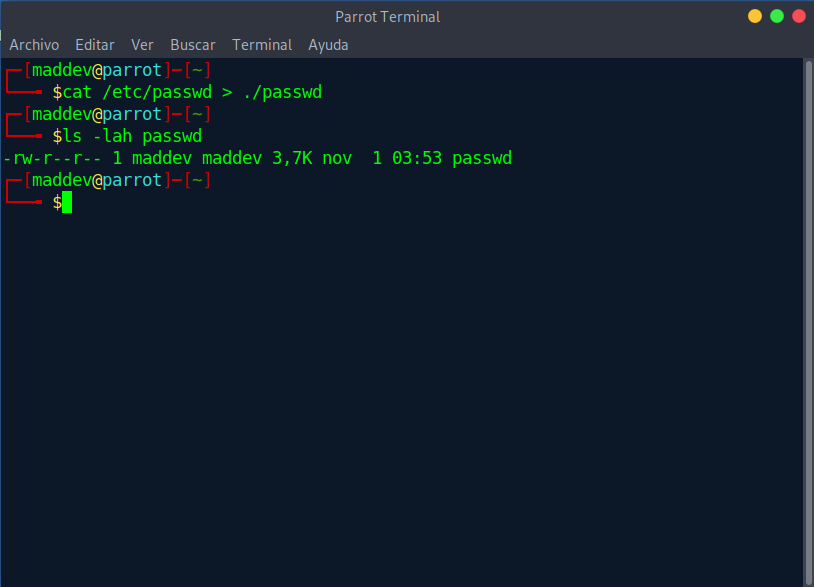 Parrot Terminal
Archivo Editar Ver Buscar Terminal Ayuda
┌─[maddev@parrot]─[~]
└──╼ $cat /etc/passwd > ./passwd
┌─[maddev@parrot]─[~]
└──╼ $ls -lah passwd
-rw-r--r-- 1 maddev maddev 3,7K nov  1 03:53 passwd
┌─[maddev@parrot]─[~]
└──╼ $